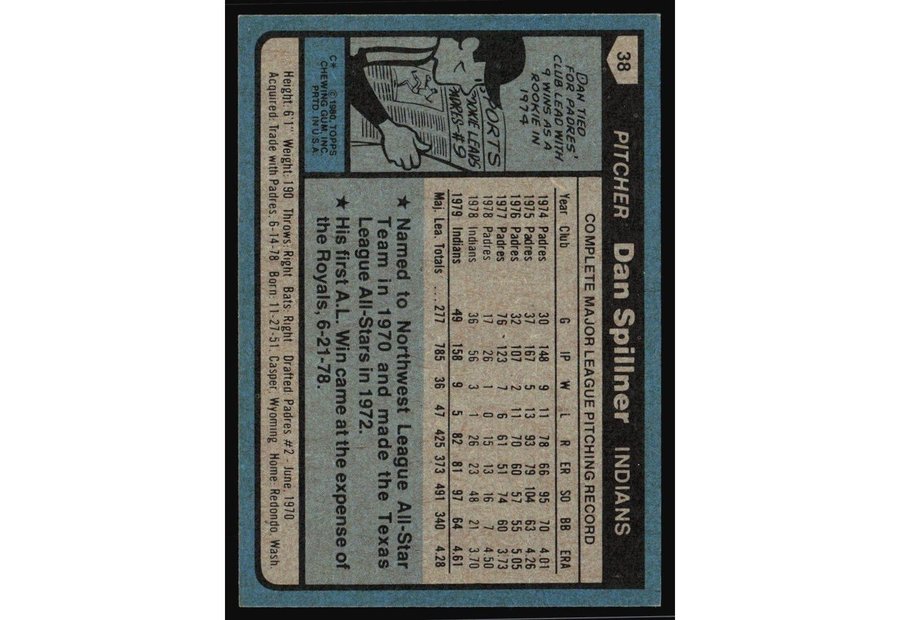 38
PITCHER Dan Spillner INDIANS
DAN TIED
FOR PADRES'
CLUB LEAD WITH
9 WINS AS A
ROOKIE IN
1974.
SPORTS
"ROOKIE LEADS
PADRES #9
C* © 1980 TOPPS
CHEWING GUM, INC.
PRTD. IN U.S.A.
COMPLETE MAJOR LEAGUE PITCHING RECORD
Year Club G IP W L R ER SO BB ERA
1974 Padres 30 148 9 11 78 66 95 70 4.01
1975 Padres 37 167 5 13 93 79 104 63 4.26
1976 Padres 32 107 2 11 70 60 57 55 5.05
1977 Padres 76 123 7 6 61 51 74 60 3.73
1978 Padres 17 26 1 0 15 13 16 7 4.50
1978 Indians 36 56 3 1 26 23 48 21 3.70
1979 Indians 49 158 9 5 82 81 97 64 4.61
Maj. Lea. Totals ... 277 785 36 47 425 373 491 340 4.28
★ Named to Northwest League All-Star
Team in 1970 and made the Texas
League All-Stars in 1972.
★ His first A.L. Win came at the expense of
the Royals, 6-21-78.
Height: 6'1" Weight: 190 Throws: Right Bats: Right Drafted Padres #2 - June, 1970
Acquired: Trade with Padres, 6-14-78 Born: 11-27-51, Casper, Wyoming Home: Redondo, Wash